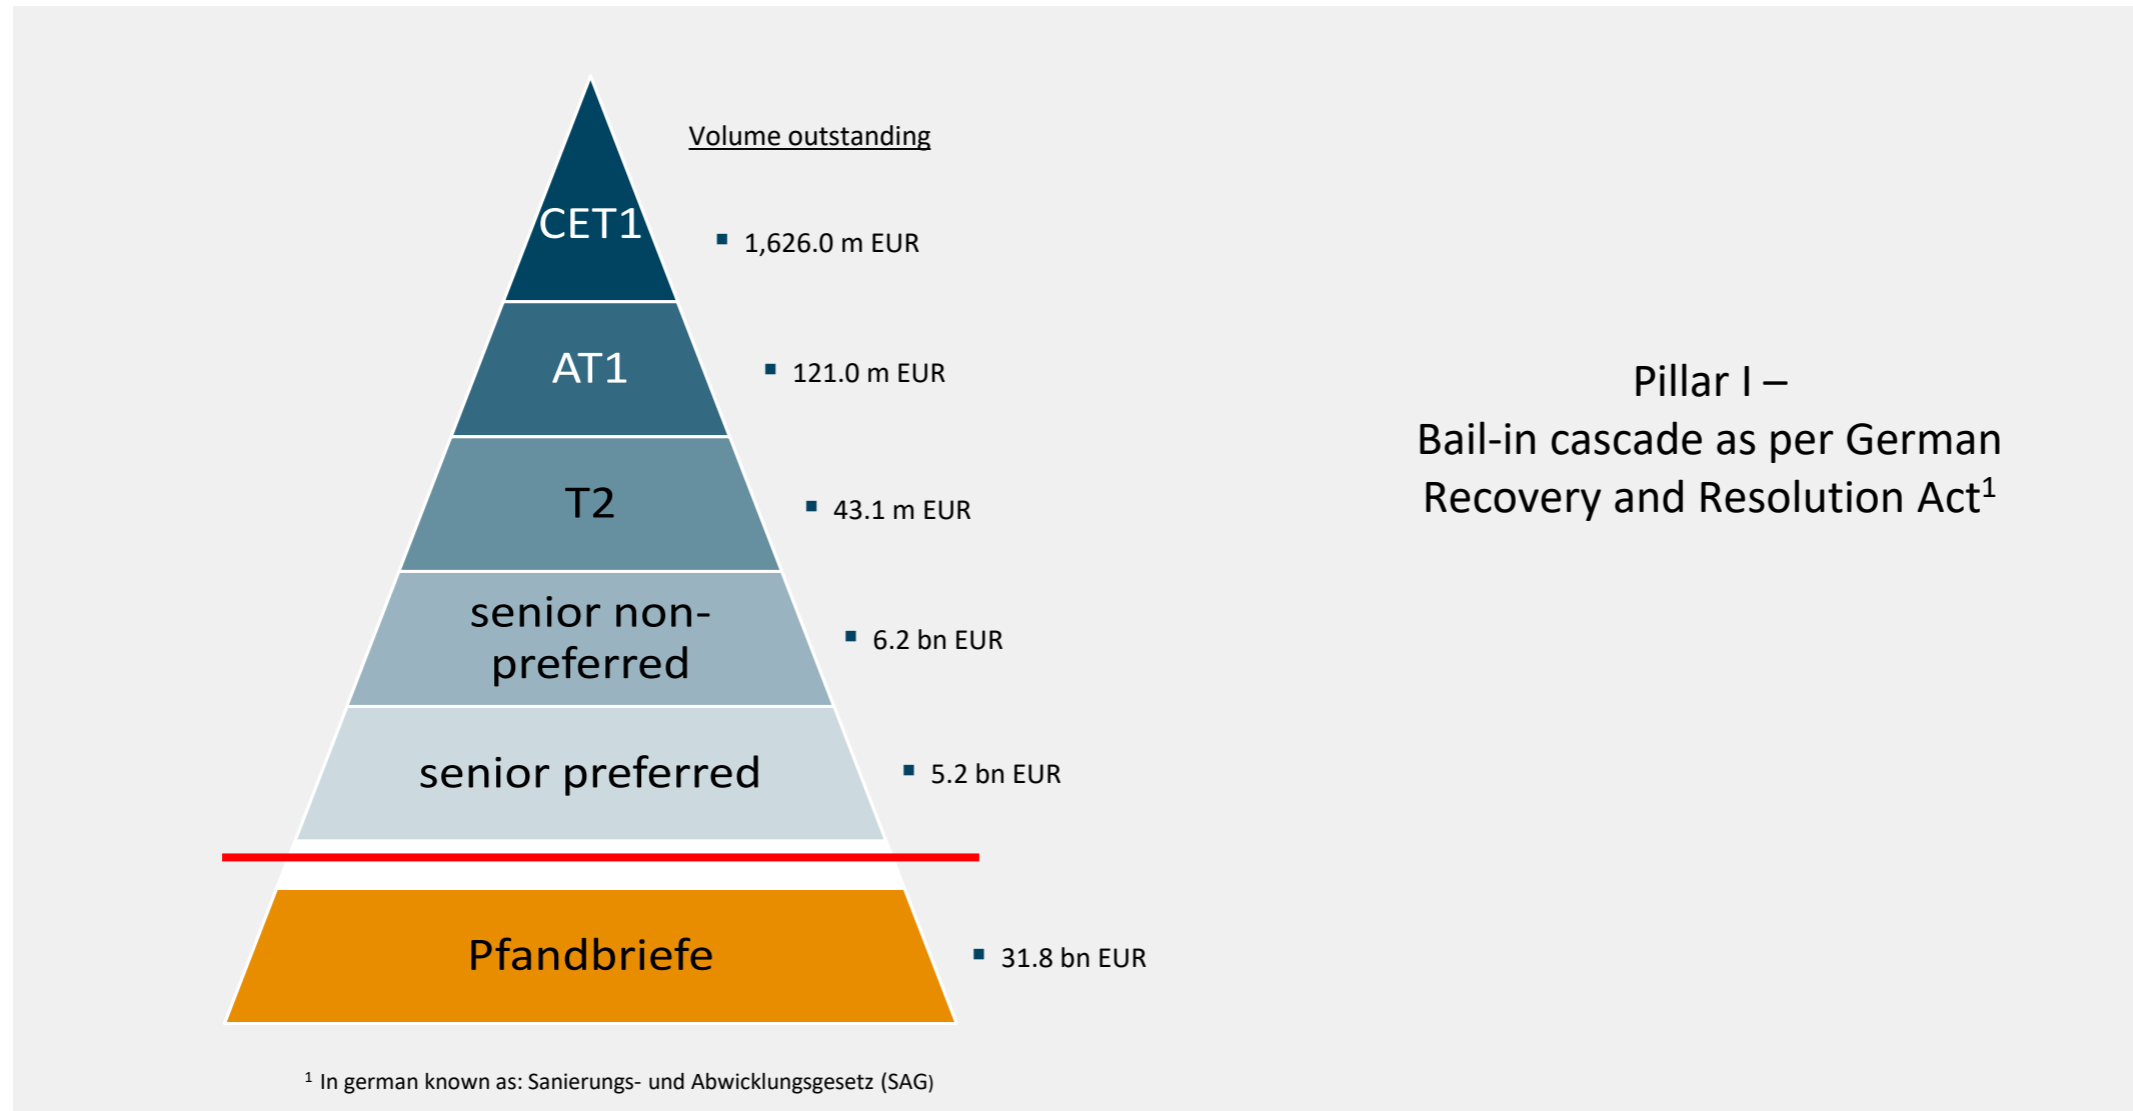 Volume outstanding
CET1
▪ 1,626.0 m EUR
AT1
▪ 121.0 m EUR
T2
▪ 43.1 m EUR
senior non-
preferred
▪ 6.2 bn EUR
senior preferred
▪ 5.2 bn EUR
Pfandbriefe
▪ 31.8 bn EUR
Pillar I –
Bail-in cascade as per German
Recovery and Resolution Act¹
¹ In german known as: Sanierungs- und Abwicklungsgesetz (SAG)